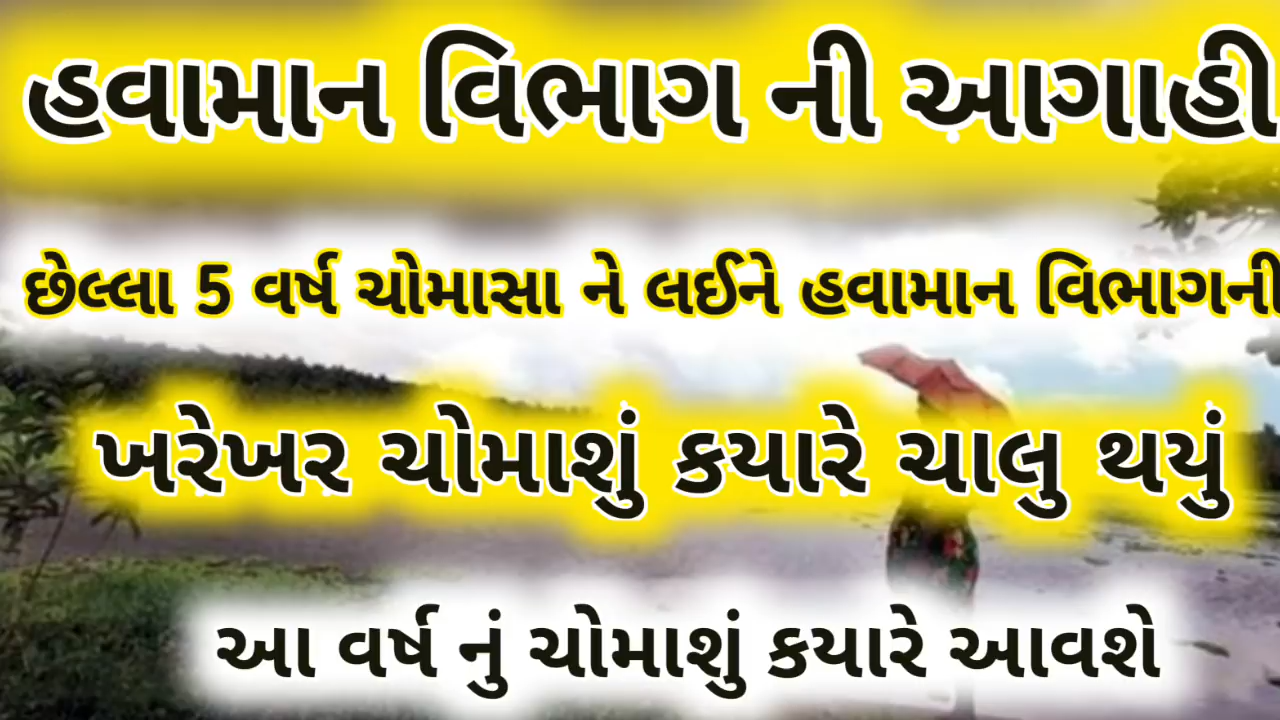 હવામાન વિભાગ ની આગાહી
છેલ્લા 5 વર્ષ ચોમાસા ને લઈને હવામાન વિભાગની
ખરેખર ચોમાશું કયારે ચાલુ થયું
આ વર્ષ નું ચોમાશું કયારે આવશે